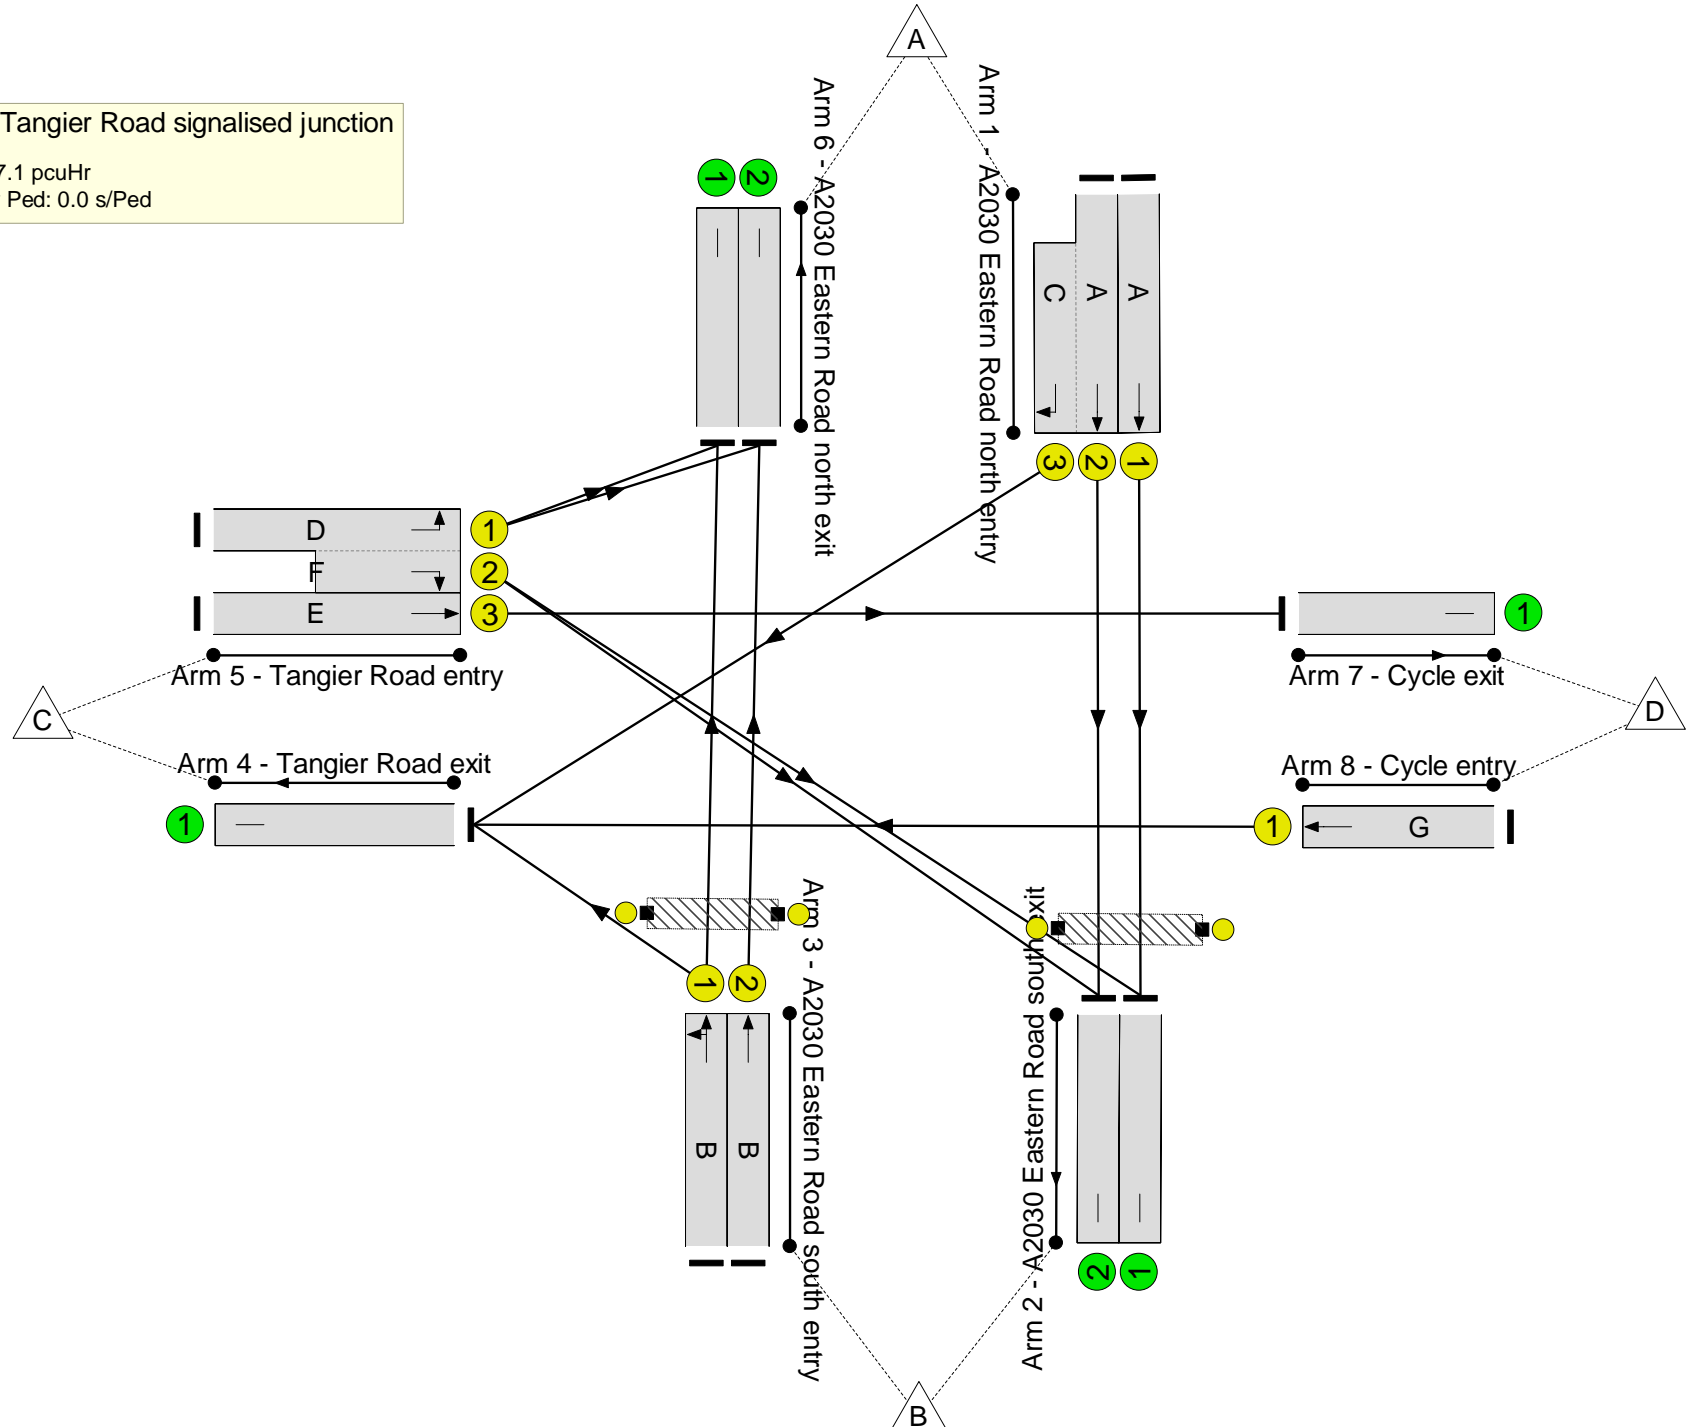 A
Tangier Road signalised junction
7.1 pcuHr
Ped: 0.0 s/Ped
Arm 6 - A2030 Eastern Road north exit
Arm 1 - A2030 Eastern Road north entry
1
2
C
A
A
3
2
1
D
F
E
1
2
3
Arm 5 - Tangier Road entry
C
Arm 4 - Tangier Road exit
1
1
Arm 7 - Cycle exit
D
Arm 8 - Cycle entry
1
G
Arm 3 - A2030 Eastern Road south entry
Arm 2 - A2030 Eastern Road south exit
1
2
B
B
2
1
B